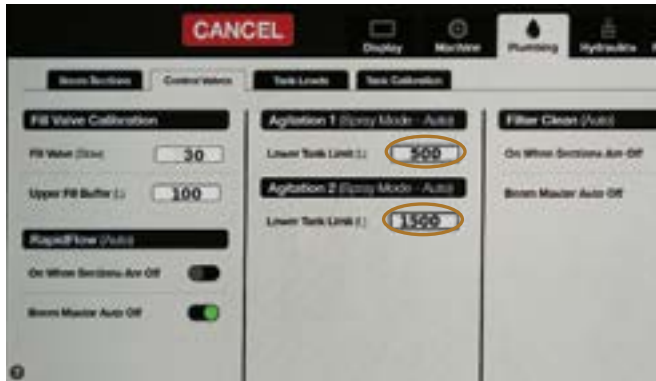 CANCEL
Display
Machine
Plumbing
Hydraulics
Boom Sections
Control Valves
Tank Levels
Tank Calibration
Fill Valve Calibration
Fill Valve (Slow) 30
Upper Fill Buffer (L) 100
RapidFlow (Auto)
On When Sections Are Off
Boom Master Auto Off
Agitation 1 (Spray Mode - Auto)
Lower Tank Limit (L) 500
Agitation 2 (Spray Mode - Auto)
Lower Tank Limit (L) 1500
Filter Clean (Auto)
On When Sections Are Off
Boom Master Auto Off